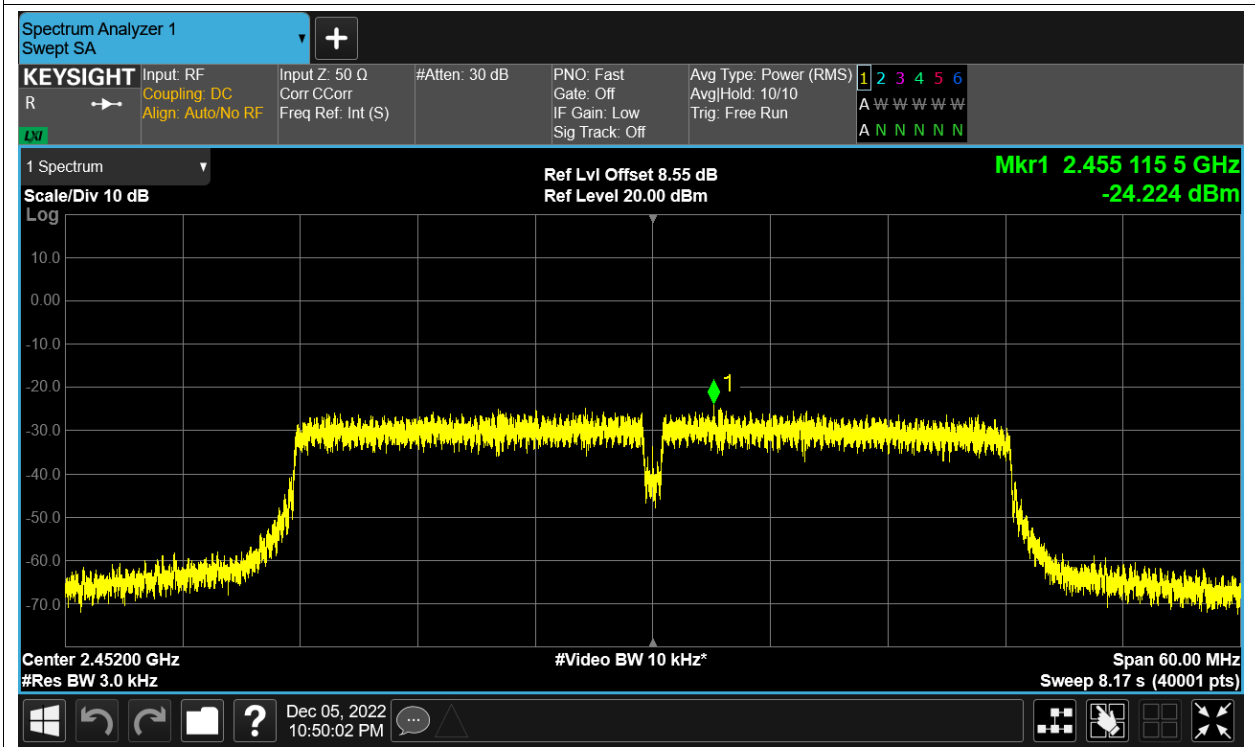 Spectrum Analyzer 1
Swept SA
+
KEYSIGHT
R
LXI
Input: RF
Coupling: DC
Align: Auto/No RF
Input Z: 50 Ω
Corr CCorr
Freq Ref: Int (S)
#Atten: 30 dB
PNO: Fast
Gate: Off
IF Gain: Low
Sig Track: Off
Avg Type: Power (RMS)
Avg|Hold: 10/10
Trig: Free Run
1 2 3 4 5 6
A W W W W W
A N N N N N
1 Spectrum
Scale/Div 10 dB
Log
Ref Lvl Offset 8.55 dB
Ref Level 20.00 dBm
Mkr1 2.455 115 5 GHz
-24.224 dBm
10.0
0.00
-10.0
-20.0
-30.0
-40.0
-50.0
-60.0
-70.0
1
Center 2.45200 GHz
#Res BW 3.0 kHz
#Video BW 10 kHz*
Span 60.00 MHz
Sweep 8.17 s (40001 pts)
?
Dec 05, 2022
10:50:02 PM